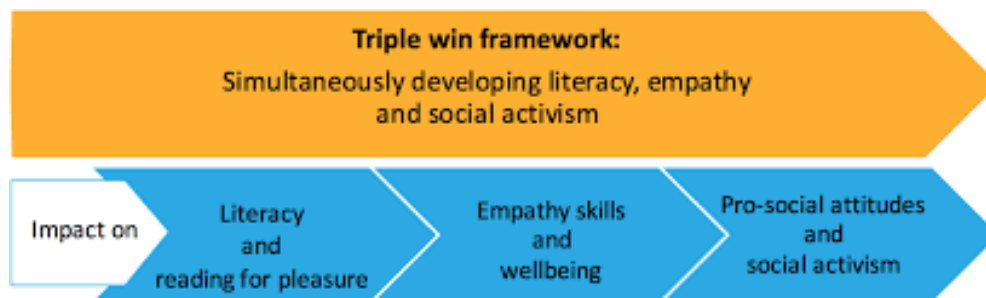 Triple win framework:
Simultaneously developing literacy, empathy
and social activism
Impact on
Literacy
and
reading for pleasure
Empathy skills
and
wellbeing
Pro-social attitudes
and
social activism